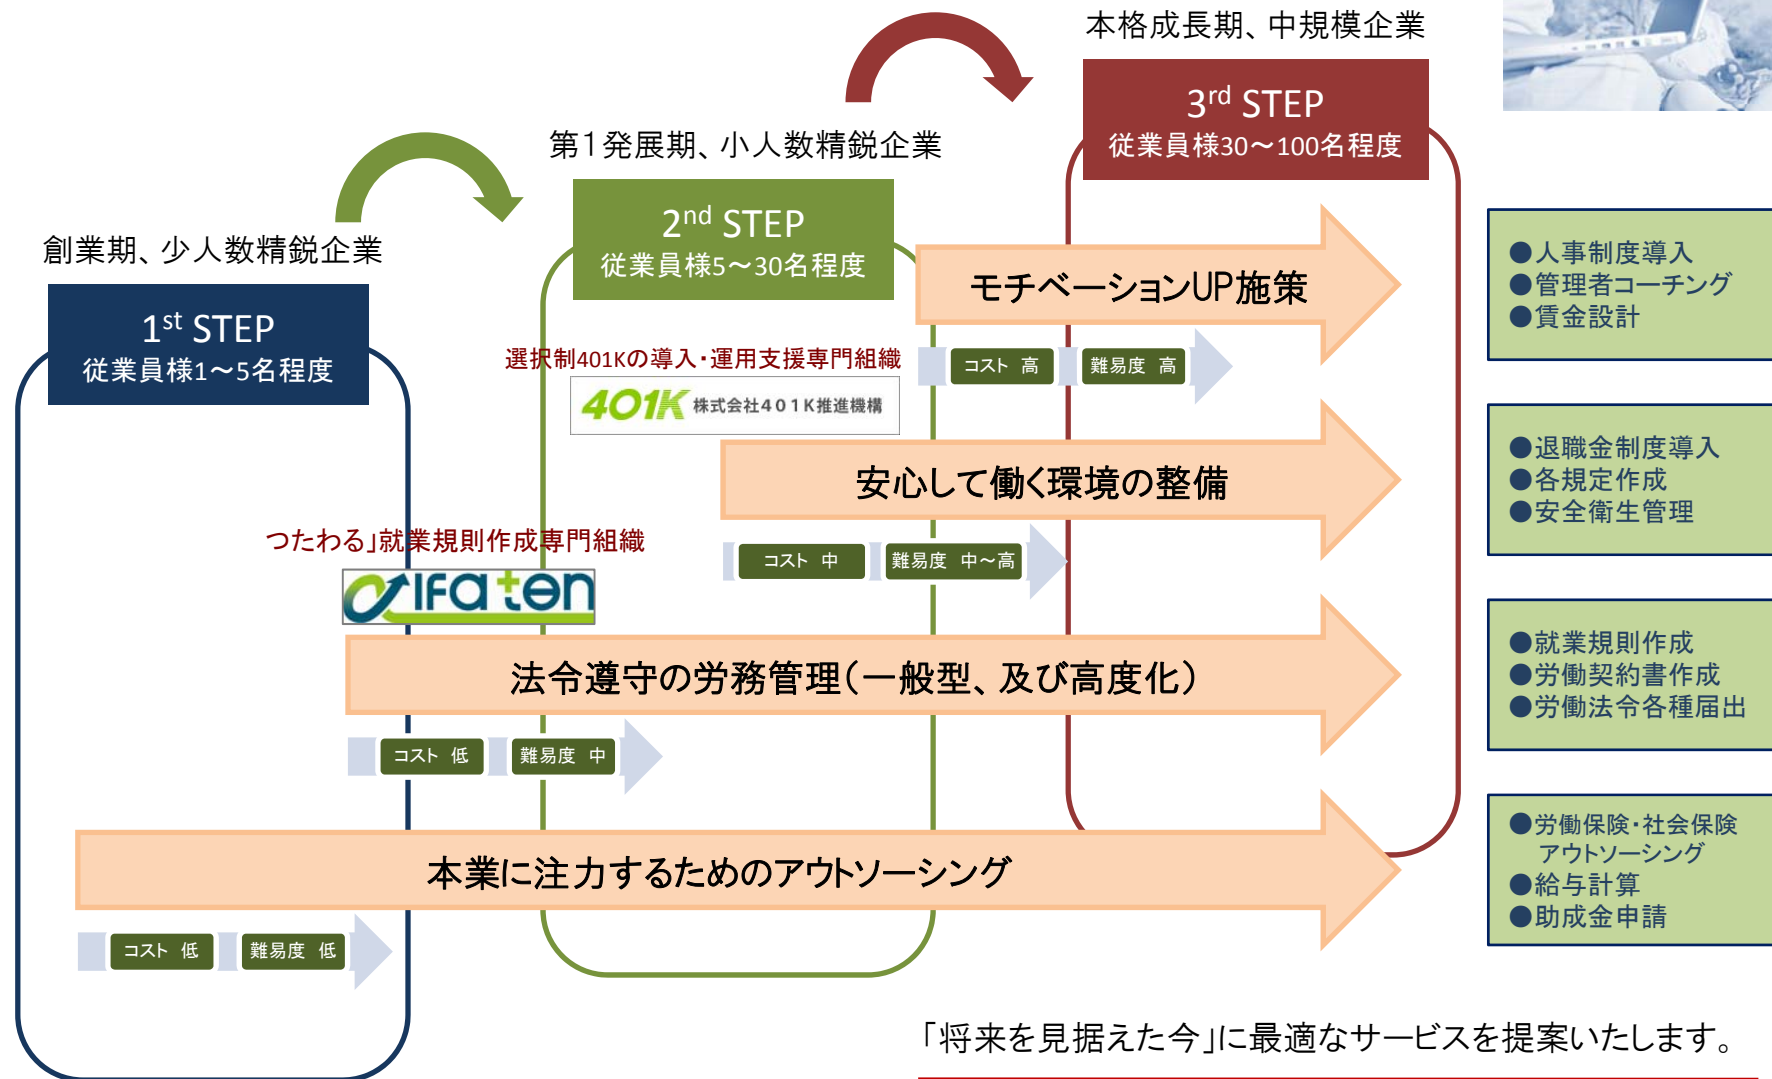 本格成長期、中規模企業
3rd STEP
従業員様30～100名程度
第1発展期、小人数精鋭企業
2nd STEP
従業員様5～30名程度
創業期、少人数精鋭企業
1st STEP
従業員様1～5名程度
モチベーションUP施策
コスト 高
難易度 高
●人事制度導入
●管理者コーチング
●賃金設計
選択制401Kの導入・運用支援専門組織
401K 株式会社401K推進機構
安心して働く環境の整備
コスト 中
難易度 中～高
●退職金制度導入
●各規定作成
●安全衛生管理
つたわる」就業規則作成専門組織
ifaten
法令遵守の労務管理（一般型、及び高度化）
コスト 低
難易度 中
●就業規則作成
●労働契約書作成
●労働法令各種届出
本業に注力するためのアウトソーシング
コスト 低
難易度 低
●労働保険・社会保険
アウトソーシング
●給与計算
●助成金申請
「将来を見据えた今」に最適なサービスを提案いたします。